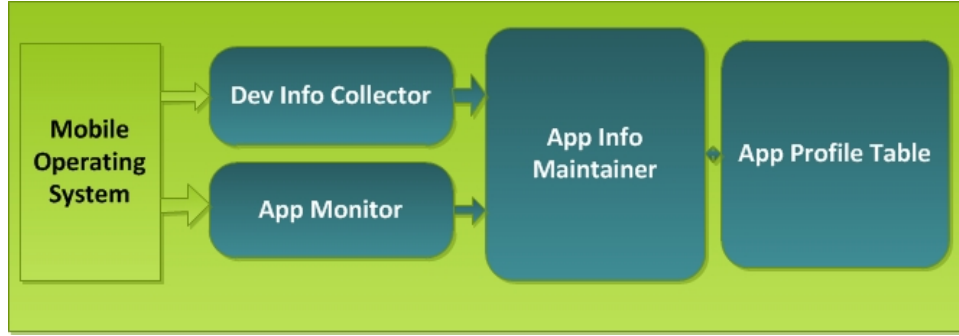 Mobile
Operating
System
Dev Info Collector
App Monitor
App Info
Maintainer
App Profile Table